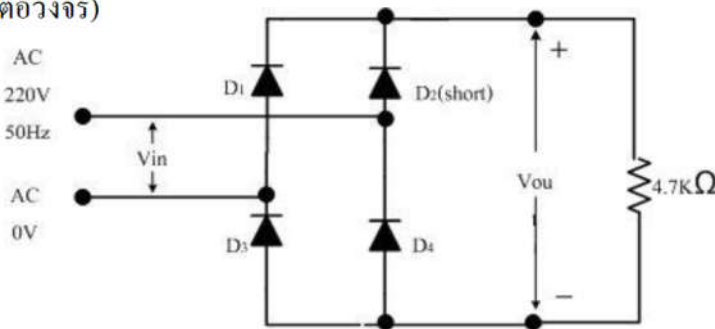 ต่อวงจร)
AC
220V
50Hz
Vin
AC
0V
D1
D2(short)
D3
D4
+
Vou
−
4.7KΩ